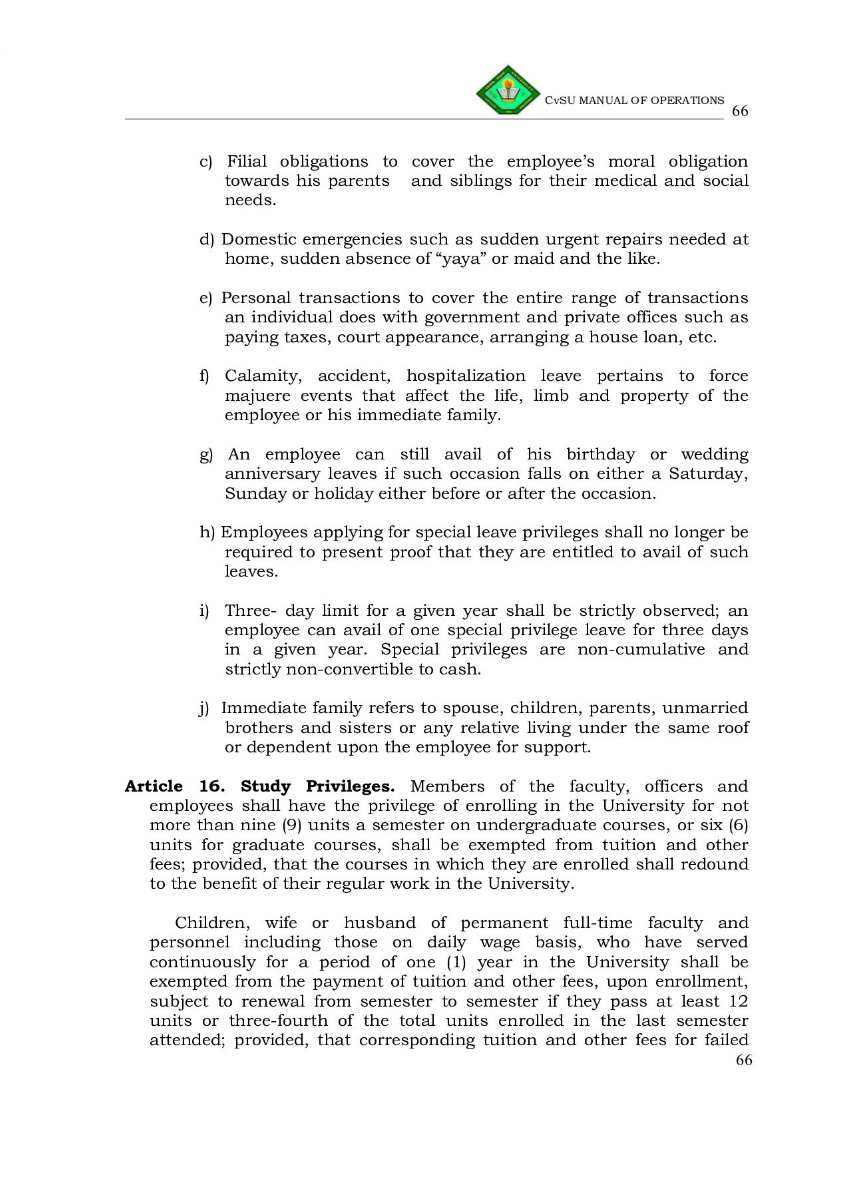 CvSU MANUAL OF OPERATIONS
66
c) Filial obligations to cover the employee's moral obligation
towards his parents and siblings for their medical and social
needs.
d) Domestic emergencies such as sudden urgent repairs needed at
home, sudden absence of "yaya" or maid and the like.
e) Personal transactions to cover the entire range of transactions
an individual does with government and private offices such as
paying taxes, court appearance, arranging a house loan, etc.
f) Calamity, accident, hospitalization leave pertains to force
majuere events that affect the life, limb and property of the
employee or his immediate family.
g) An employee can still avail of his birthday or wedding
anniversary leaves if such occasion falls on either a Saturday,
Sunday or holiday either before or after the occasion.
h) Employees applying for special leave privileges shall no longer be
required to present proof that they are entitled to avail of such
leaves.
i) Three- day limit for a given year shall be strictly observed; an
employee can avail of one special privilege leave for three days
in a given year. Special privileges are non-cumulative and
strictly non-convertible to cash.
j) Immediate family refers to spouse, children, parents, unmarried
brothers and sisters or any relative living under the same roof
or dependent upon the employee for support.
Article 16. Study Privileges. Members of the faculty, officers and
employees shall have the privilege of enrolling in the University for not
more than nine (9) units a semester on undergraduate courses, or six (6)
units for graduate courses, shall be exempted from tuition and other
fees; provided, that the courses in which they are enrolled shall redound
to the benefit of their regular work in the University.
Children, wife or husband of permanent full-time faculty and
personnel including those on daily wage basis, who have served
continuously for a period of one (1) year in the University shall be
exempted from the payment of tuition and other fees, upon enrollment,
subject to renewal from semester to semester if they pass at least 12
units or three-fourth of the total units enrolled in the last semester
attended; provided, that corresponding tuition and other fees for failed
66